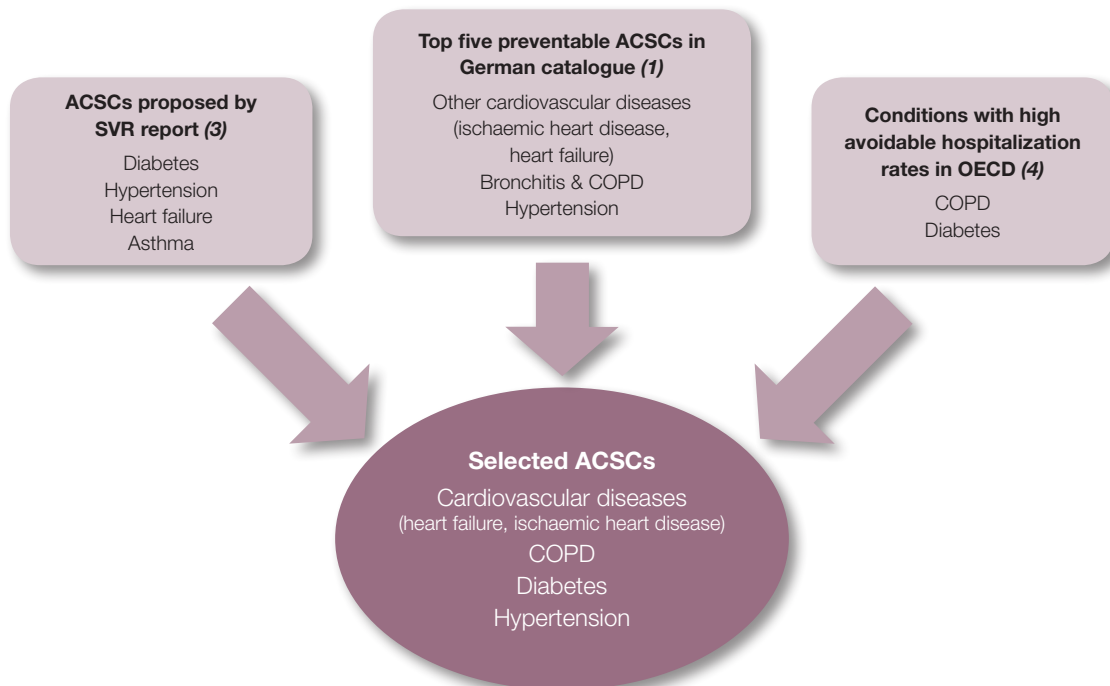 ACSCs proposed by
SVR report (3)
Diabetes
Hypertension
Heart failure
Asthma
Top five preventable ACSCs in
German catalogue (1)
Other cardiovascular diseases
(ischaemic heart disease,
heart failure)
Bronchitis & COPD
Hypertension
Conditions with high
avoidable hospitalization
rates in OECD (4)
COPD
Diabetes
Selected ACSCs
Cardiovascular diseases
(heart failure, ischaemic heart disease)
COPD
Diabetes
Hypertension